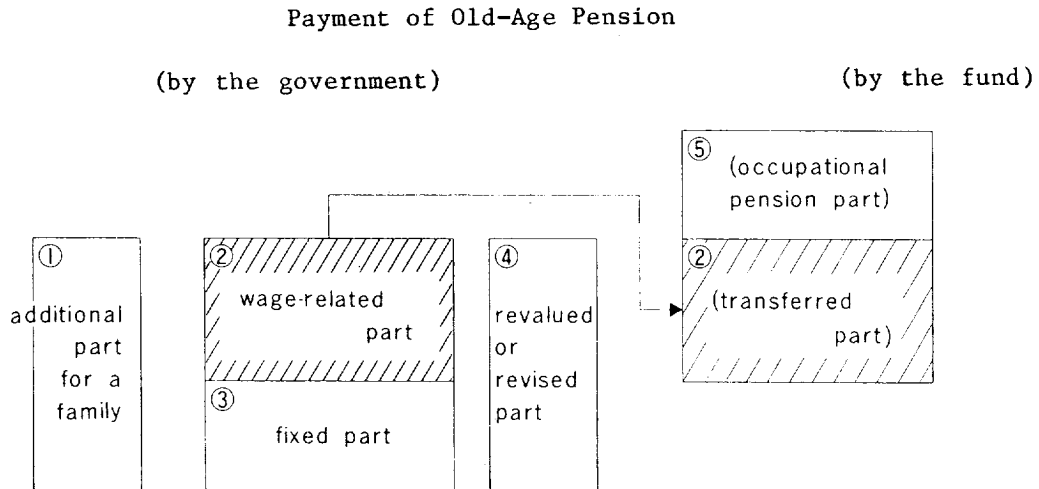 Payment of Old-Age Pension
(by the government)
(by the fund)
①
additional
part
for a
family
②
wage-related
part
③
fixed part
④
revalued
or
revised
part
⑤
(occupational
pension part)
②
(transferred
part)